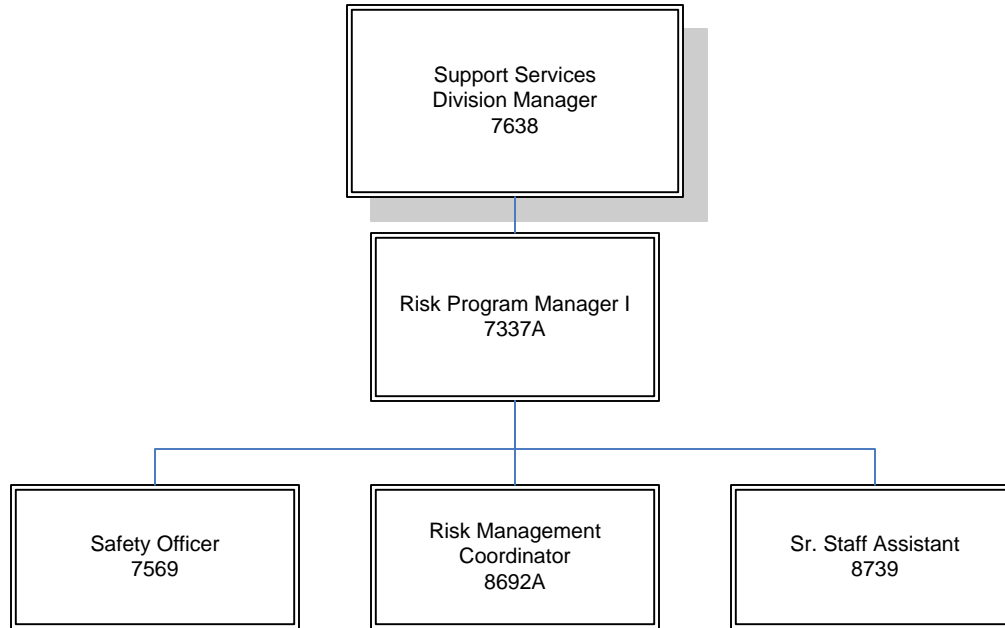 Support Services
Division Manager
7638
Risk Program Manager I
7337A
Safety Officer
7569
Risk Management
Coordinator
8692A
Sr. Staff Assistant
8739